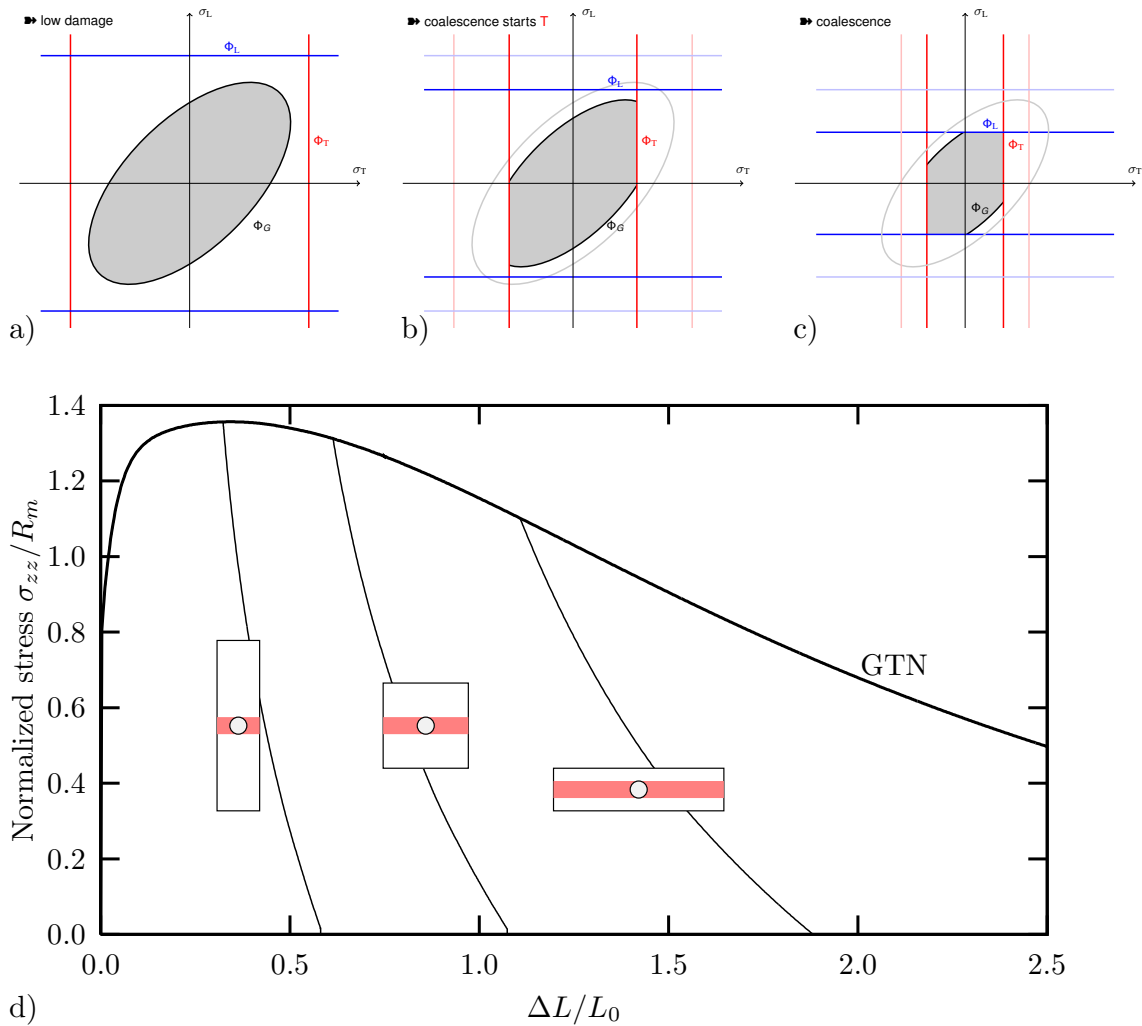 ➽ low damage
σL
ΦL
ΦT
σT
ΦG
a)
➽ coalescence starts T
σL
ΦL
ΦT
σT
ΦG
b)
➽ coalescence
σL
ΦL
ΦT
σT
ΦG
c)
Normalized stress σzz/Rm
1.4
1.2
1.0
0.8
0.6
0.4
0.2
0.0
GTN
0.0 0.5 1.0 1.5 2.0 2.5
d)
ΔL/L0